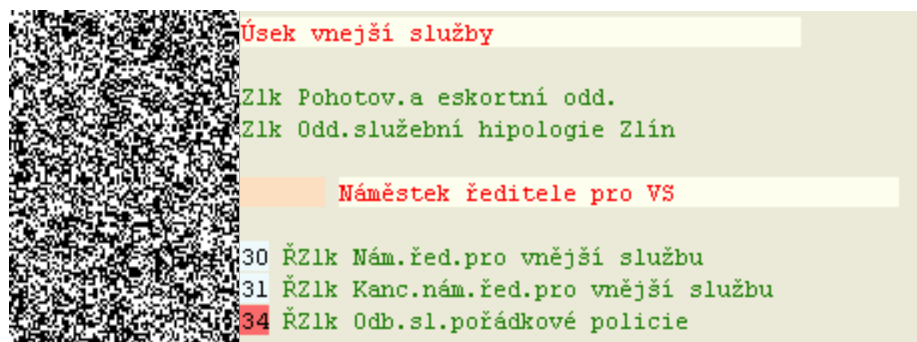 Úsek vnejší služby
Zlk Pohotov.a eskortní odd.
Zlk Odd.služební hipologie Zlín
Náměstek ředitele pro VS
30 ŘZlk Nám.řed.pro vnější službu
31 ŘZlk Kanc.nám.řed.pro vnější službu
34 ŘZlk Odb.sl.pořádkové policie